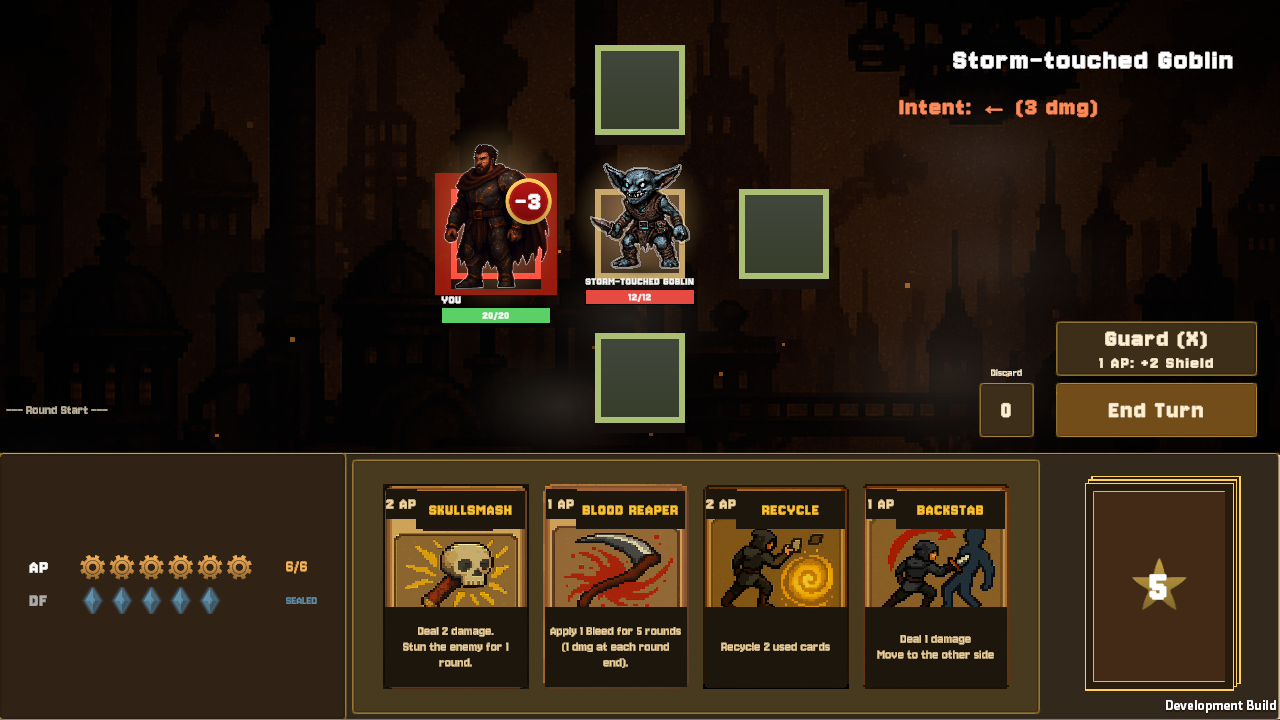 Storm-touched Goblin
Intent: ← (3 dmg)
-3
STORM-TOUCHED GOBLIN
12/12
YOU
20/20
Guard (X)
1 AP: +2 Shield
Discard
0
End Turn
--- Round Start ---
AP
6/6
DF
SEALED
2 AP
SKULLSMASH
Deal 2 damage.
Stun the enemy for 1
round.
1 AP
BLOOD REAPER
Apply 1 Bleed for 5 rounds
(1 dmg at each round
end).
2 AP
RECYCLE
Recycle 2 used cards
1 AP
BACKSTAB
Deal 1 damage
Move to the other side
5
Development Build